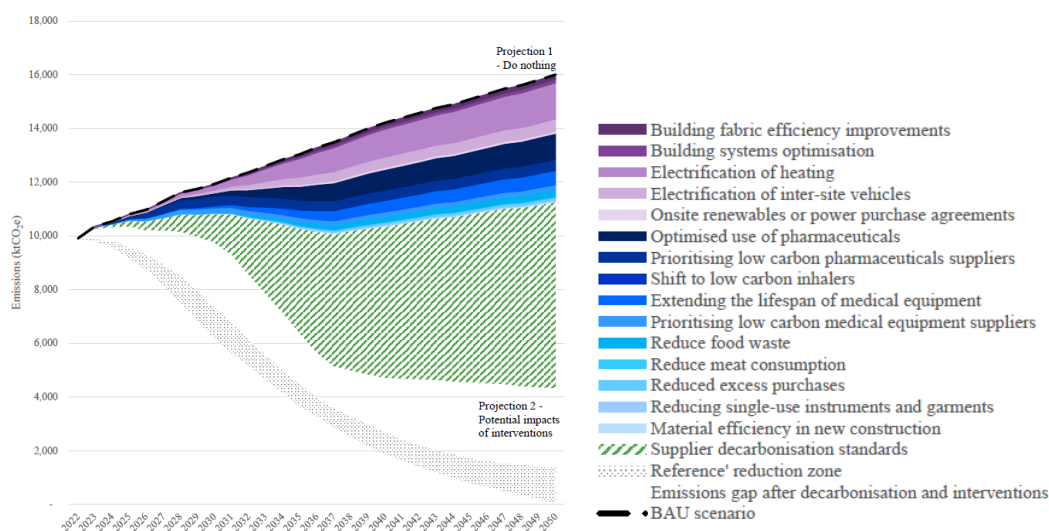 18,000
16,000
14,000
12,000
10,000
8,000
6,000
4,000
2,000
-
Emissions (ktCO2e)
Projection 1
- Do nothing
Projection 2 -
Potential impacts
of interventions
2022
2023
2024
2025
2026
2027
2028
2029
2030
2031
2032
2033
2034
2035
2036
2037
2038
2039
2040
2041
2042
2043
2044
2045
2046
2047
2048
2049
2050
Building fabric efficiency improvements
Building systems optimisation
Electrification of heating
Electrification of inter-site vehicles
Onsite renewables or power purchase agreements
Optimised use of pharmaceuticals
Prioritising low carbon pharmaceuticals suppliers
Shift to low carbon inhalers
Extending the lifespan of medical equipment
Prioritising low carbon medical equipment suppliers
Reduce food waste
Reduce meat consumption
Reduced excess purchases
Reducing single-use instruments and garments
Material efficiency in new construction
Supplier decarbonisation standards
Reference' reduction zone
Emissions gap after decarbonisation and interventions
BAU scenario